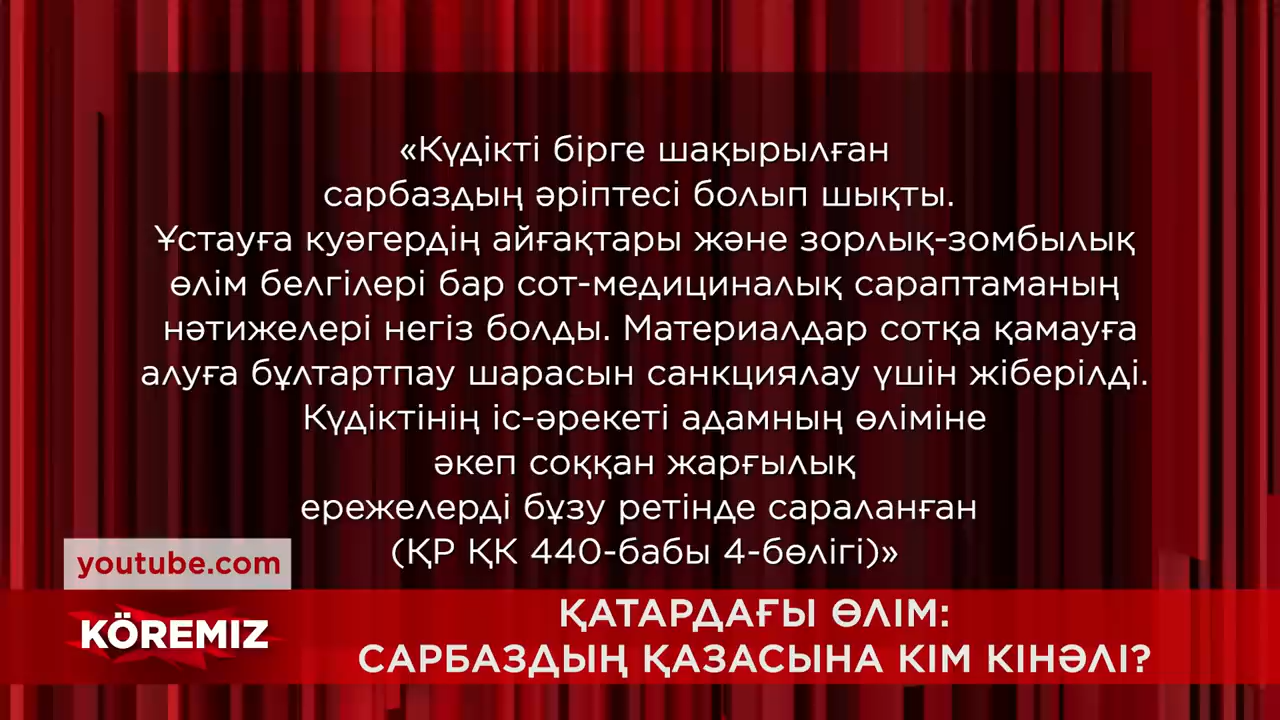 «Күдікті бірге шақырылған
сарбаздың әріптесі болып шықты.
Ұстауға куәгердің айғақтары және зорлық-зомбылық
өлім белгілері бар сот-медициналық сараптаманың
нәтижелері негіз болды. Материалдар сотқа қамауға
алуға бұлтартпау шарасын санкциялау үшін жіберілді.
Күдіктінің іс-әрекеті адамның өліміне
әкеп соққан жарғылық
ережелерді бұзу ретінде сараланған
(ҚР ҚК 440-бабы 4-бөлігі)»
youtube.com
KÖREMIZ
ҚАТАРДАҒЫ ӨЛІМ:
САРБАЗДЫҢ ҚАЗАСЫНА КІМ КІНӘЛІ?